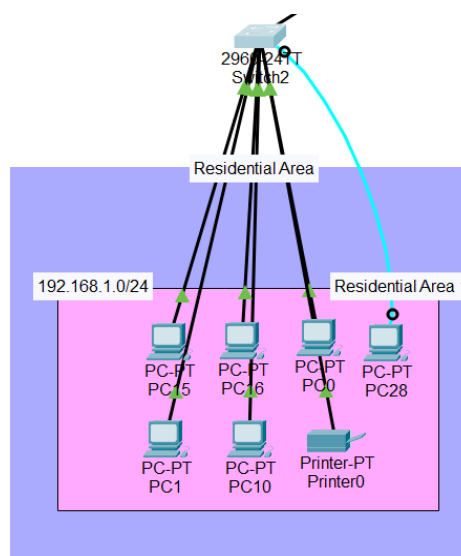 2960-24TT
Switch2
Residential Area
192.168.1.0/24
Residential Area
PC-PT
PC15
PC-PT
PC16
PC-PT
PC0
PC-PT
PC28
PC-PT
PC1
PC-PT
PC10
Printer-PT
Printer0